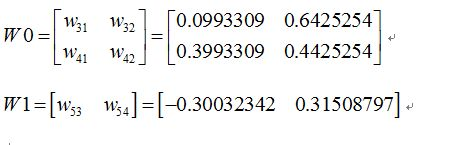 W0 = [w31 w32; w41 w42] = [0.0993309 0.6425254; 0.3993309 0.4425254] ↵
W1 = [w53 w54] = [-0.30032342 0.31508797] ↵